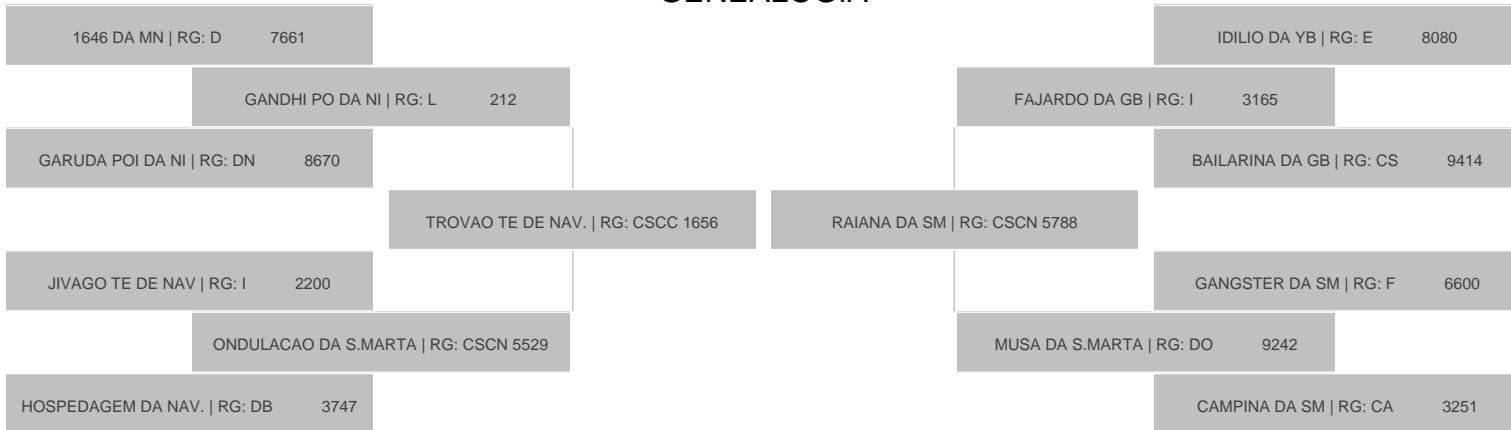 GENEALOGIA
1646 DA MN | RG: D 7661
IDILIO DA YB | RG: E 8080
GANDHI PO DA NI | RG: L 212
FAJARDO DA GB | RG: I 3165
GARUDA POI DA NI | RG: DN 8670
BAILARINA DA GB | RG: CS 9414
TROVAO TE DE NAV. | RG: CSCC 1656
RAIANA DA SM | RG: CSCN 5788
JIVAGO TE DE NAV | RG: I 2200
GANGSTER DA SM | RG: F 6600
ONDULACAO DA S.MARTA | RG: CSCN 5529
MUSA DA S.MARTA | RG: DO 9242
HOSPEDAGEM DA NAV. | RG: DB 3747
CAMPINA DA SM | RG: CA 3251